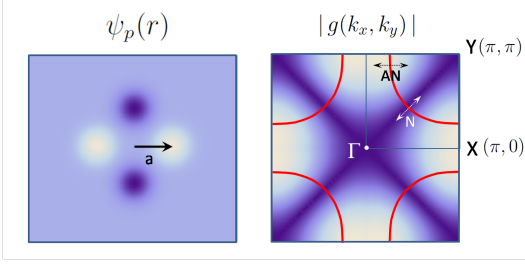 ψ_p(r)
| g(k_x, k_y) |
Y (π, π)
AN
N
a
Γ
X (π, 0)